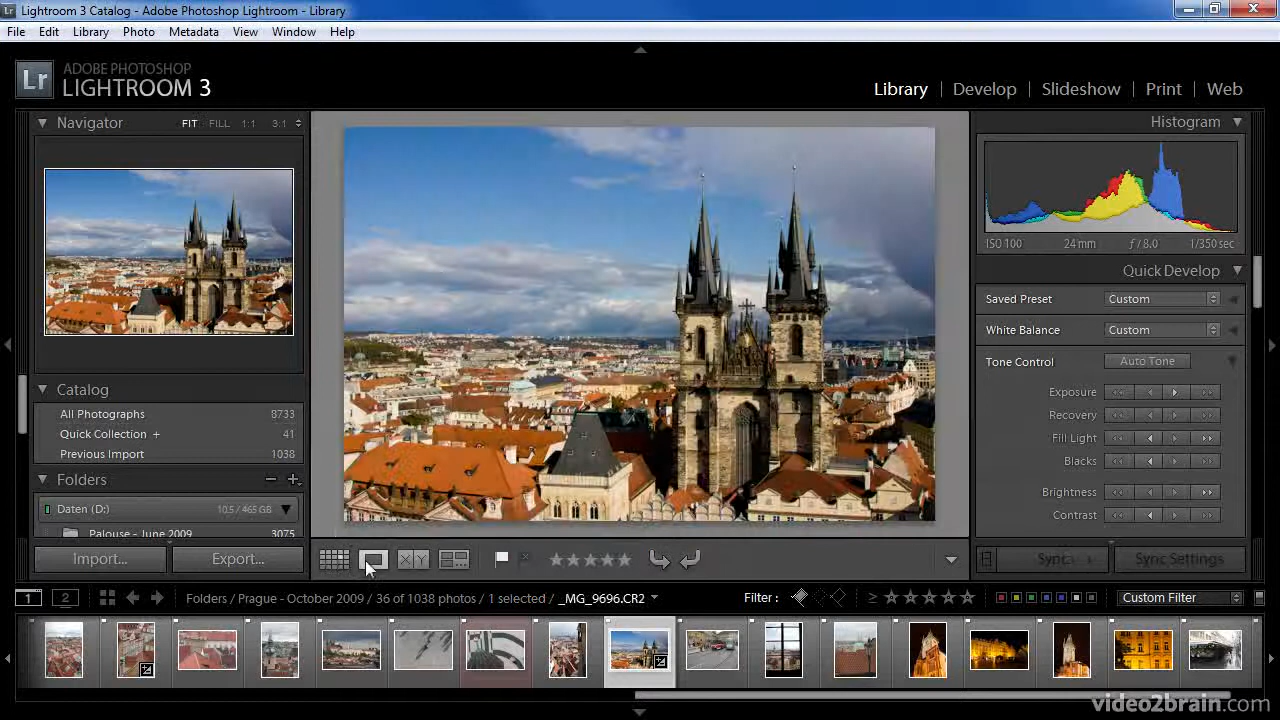 Lightroom 3 Catalog - Adobe Photoshop Lightroom - Library
File Edit Library Photo Metadata View Window Help
Lr ADOBE PHOTOSHOP
LIGHTROOM 3
Library | Develop | Slideshow | Print | Web
Navigator FIT FILL 1:1 3:1
Histogram
ISO 100 24mm ƒ / 8.0 1/350 sec
Quick Develop
Saved Preset Custom
White Balance Custom
Tone Control Auto Tone
Exposure
Recovery
Fill Light
Blacks
Brightness
Contrast
Catalog
All Photographs 8733
Quick Collection + 41
Previous Import 1038
Folders
Daten (D:) 10.5 / 465 GB
Palouse - June 2009 3075
Import... Export...
X Y
Sync... Sync Settings
1 2 Folders / Prague - October 2009 / 36 of 1038 photos / 1 selected / _MG_9696.CR2
Filter : ≥ Custom Filter
video2brain.com